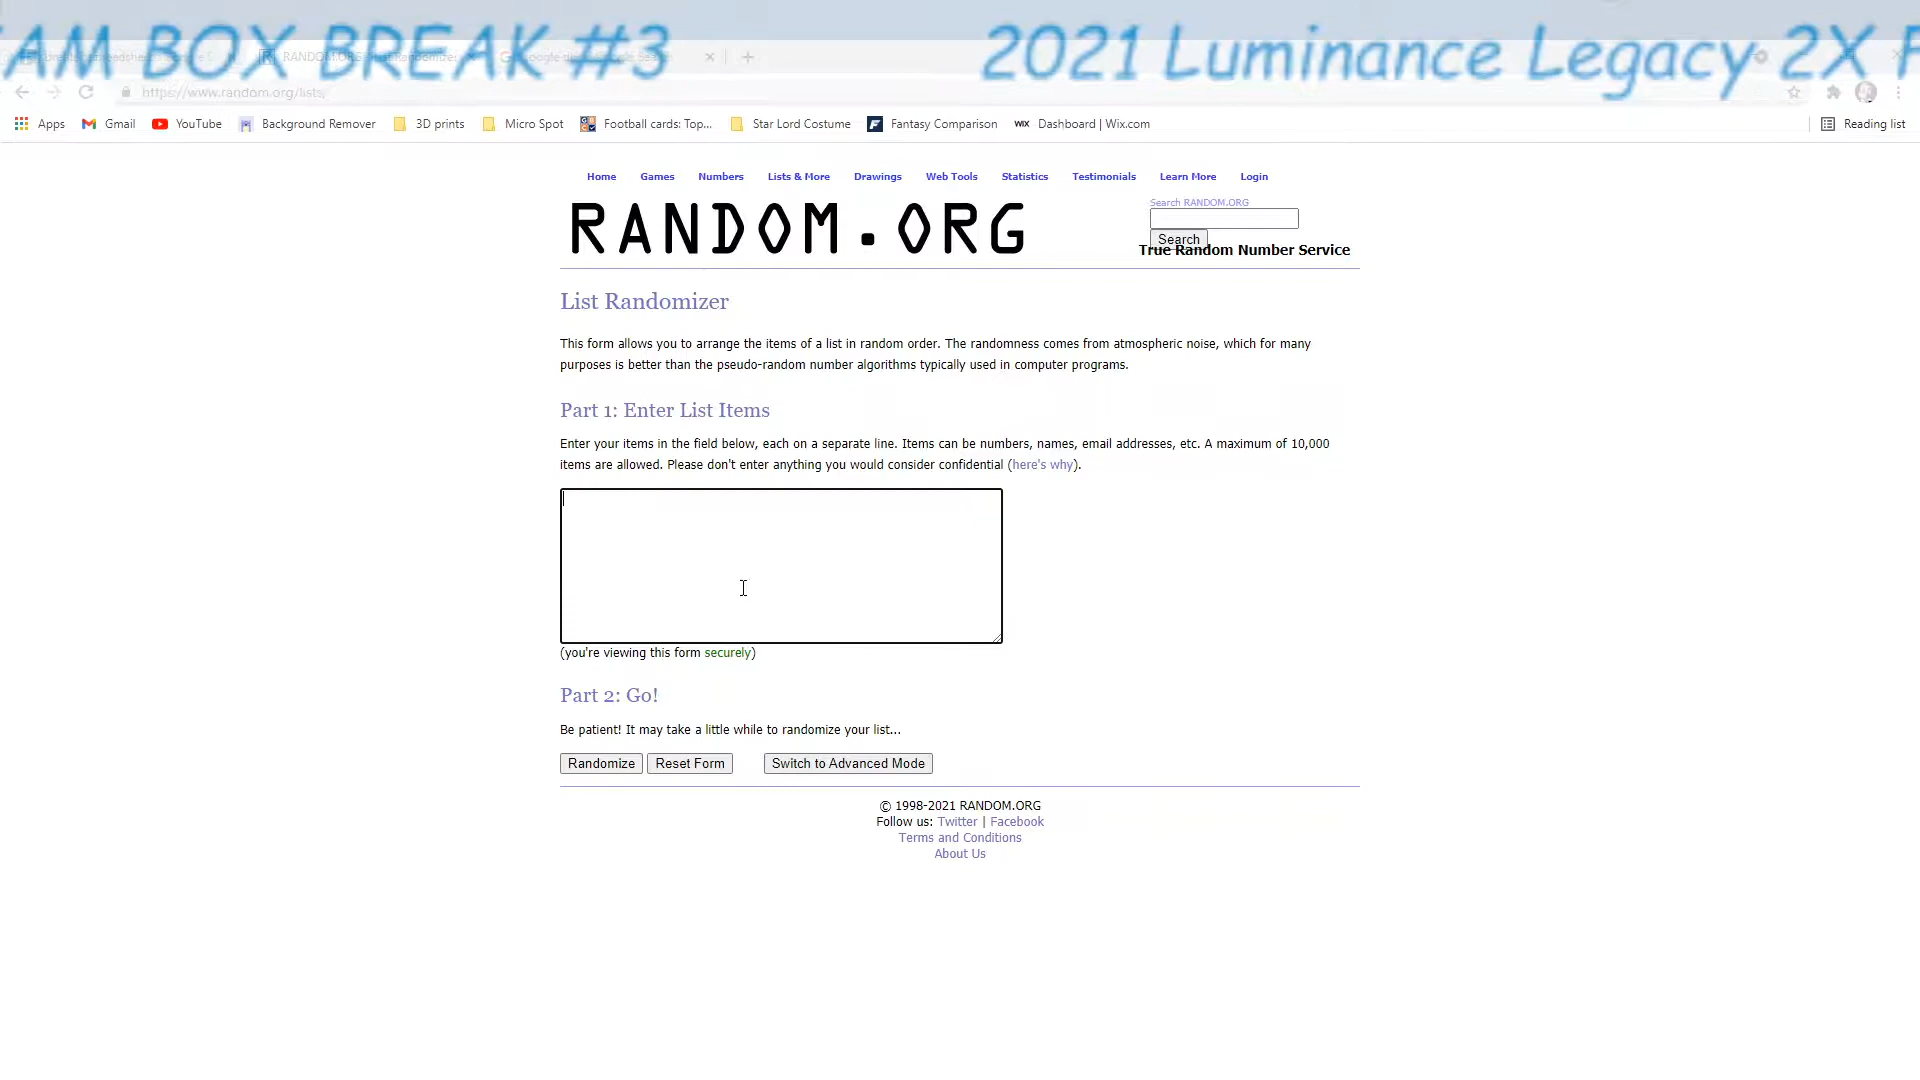 AM BOX BREAK #3
2021 Luminance Legacy 2X F
https://www.random.org/lists/
Apps
Gmail
YouTube
Background Remover
3D prints
Micro Spot
Football cards: Top...
Star Lord Costume
Fantasy Comparison
WIX
Dashboard | Wix.com
Reading list
Home
Games
Numbers
Lists & More
Drawings
Web Tools
Statistics
Testimonials
Learn More
Login
RANDOM.ORG
Search RANDOM.ORG
Search
True Random Number Service
List Randomizer
This form allows you to arrange the items of a list in random order. The randomness comes from atmospheric noise, which for many
purposes is better than the pseudo-random number algorithms typically used in computer programs.
Part 1: Enter List Items
Enter your items in the field below, each on a separate line. Items can be numbers, names, email addresses, etc. A maximum of 10,000
items are allowed. Please don't enter anything you would consider confidential (here's why).
(you're viewing this form securely)
Part 2: Go!
Be patient! It may take a little while to randomize your list...
Randomize
Reset Form
Switch to Advanced Mode
© 1998-2021 RANDOM.ORG
Follow us: Twitter | Facebook
Terms and Conditions
About Us